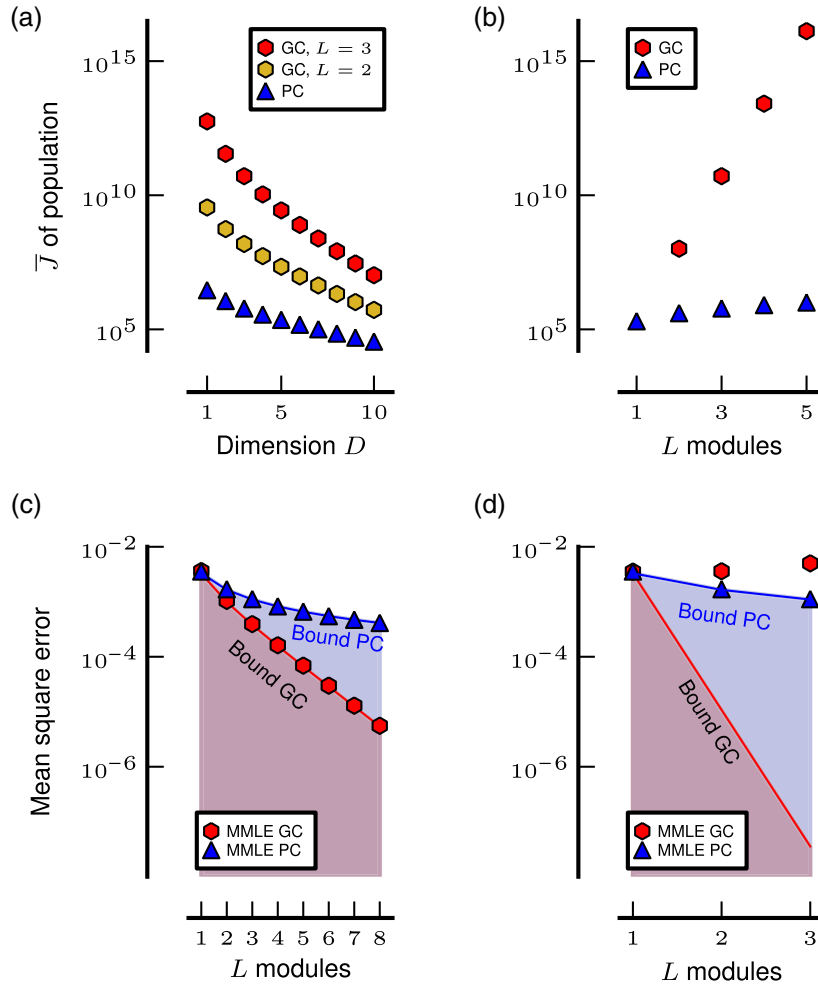 (a)
J̅ of population
10^15
10^10
10^5
GC, L = 3
GC, L = 2
PC
1 5 10
Dimension D
(b)
10^15
10^10
10^5
GC
PC
1 3 5
L modules
(c)
Mean square error
10^−2
10^−4
10^−6
Bound PC
Bound GC
MMLE GC
MMLE PC
1 2 3 4 5 6 7 8
L modules
(d)
10^−2
10^−4
10^−6
Bound PC
Bound GC
MMLE GC
MMLE PC
1 2 3
L modules